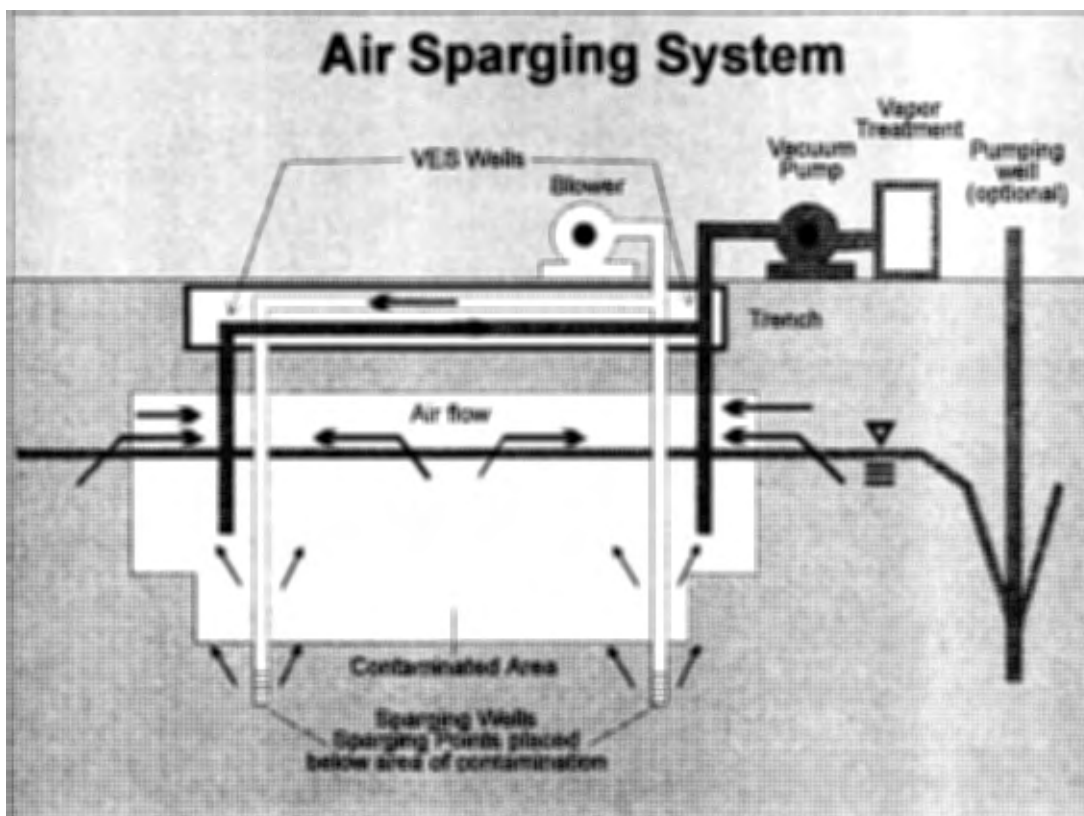 Air Sparging System
Vapor
Treatment
VES Wells
Vacuum
Pump
Pumping
well
(optional)
Blower
Trench
Air flow
Contaminated Area
Sparging Wells
Sparging Points placed
below area of contamination